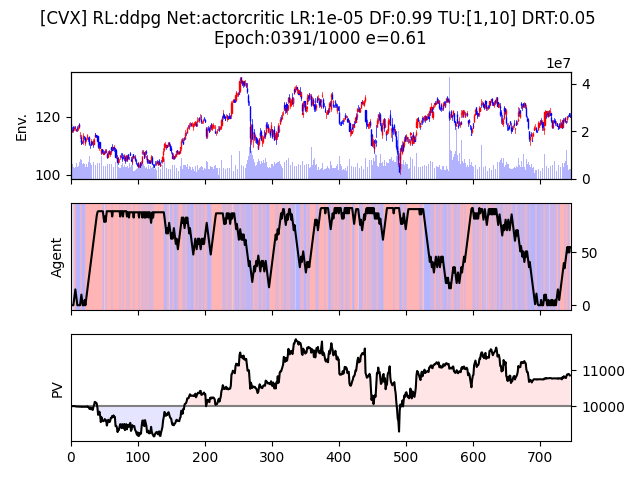 [CVX] RL:ddpg Net:actorcritic LR:1e-05 DF:0.99 TU:[1,10] DRT:0.05
Epoch:0391/1000 e=0.61
1e7
Env.
120
100
4
2
0
Agent
50
0
PV
11000
10000
0 100 200 300 400 500 600 700